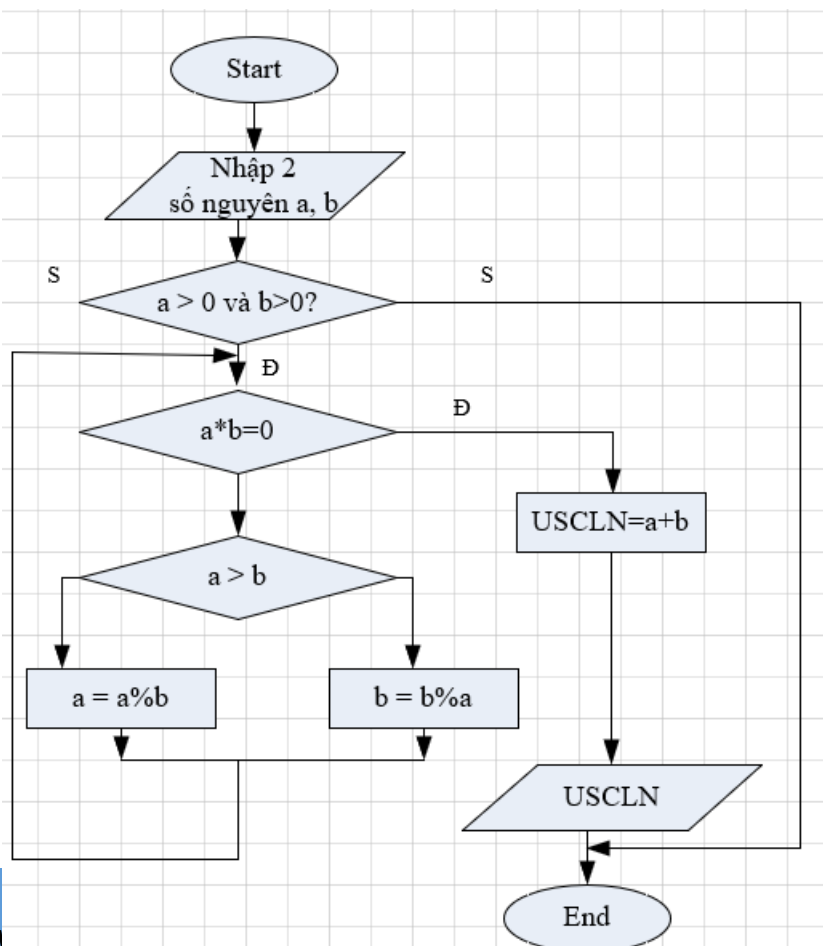 Start
Nhập 2
số nguyên a, b
S
S
a > 0 và b>0?
Đ
Đ
a*b=0
USCLN=a+b
a > b
a = a%b
b = b%a
USCLN
End